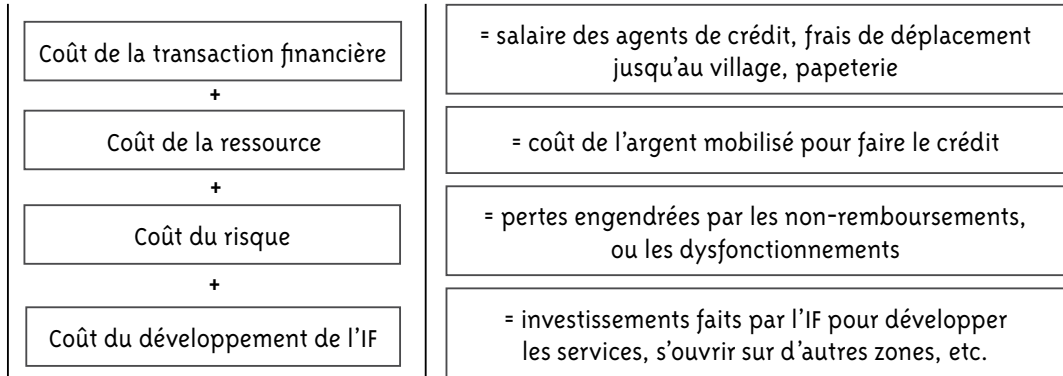 Coût de la transaction financière
= salaire des agents de crédit, frais de déplacement
jusqu'au village, papeterie
+
Coût de la ressource
= coût de l'argent mobilisé pour faire le crédit
+
Coût du risque
= pertes engendrées par les non-remboursements,
ou les dysfonctionnements
+
Coût du développement de l'IF
= investissements faits par l'IF pour développer
les services, s'ouvrir sur d'autres zones, etc.